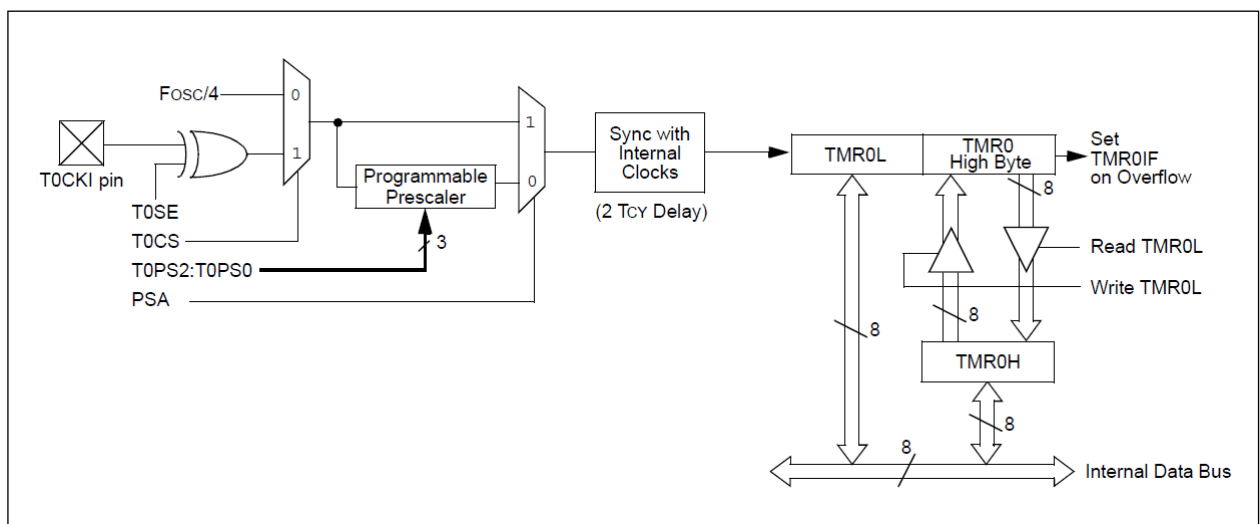 FOSC/4
0
1
T0CKI pin
T0SE
T0CS
T0PS2:T0PS0
PSA
Programmable
Prescaler
3
1
0
Sync with
Internal
Clocks
(2 TCY Delay)
TMR0L
TMR0
High Byte
Set
TMR0IF
on Overflow
8
Read TMR0L
Write TMR0L
8
8
TMR0H
8
8
Internal Data Bus